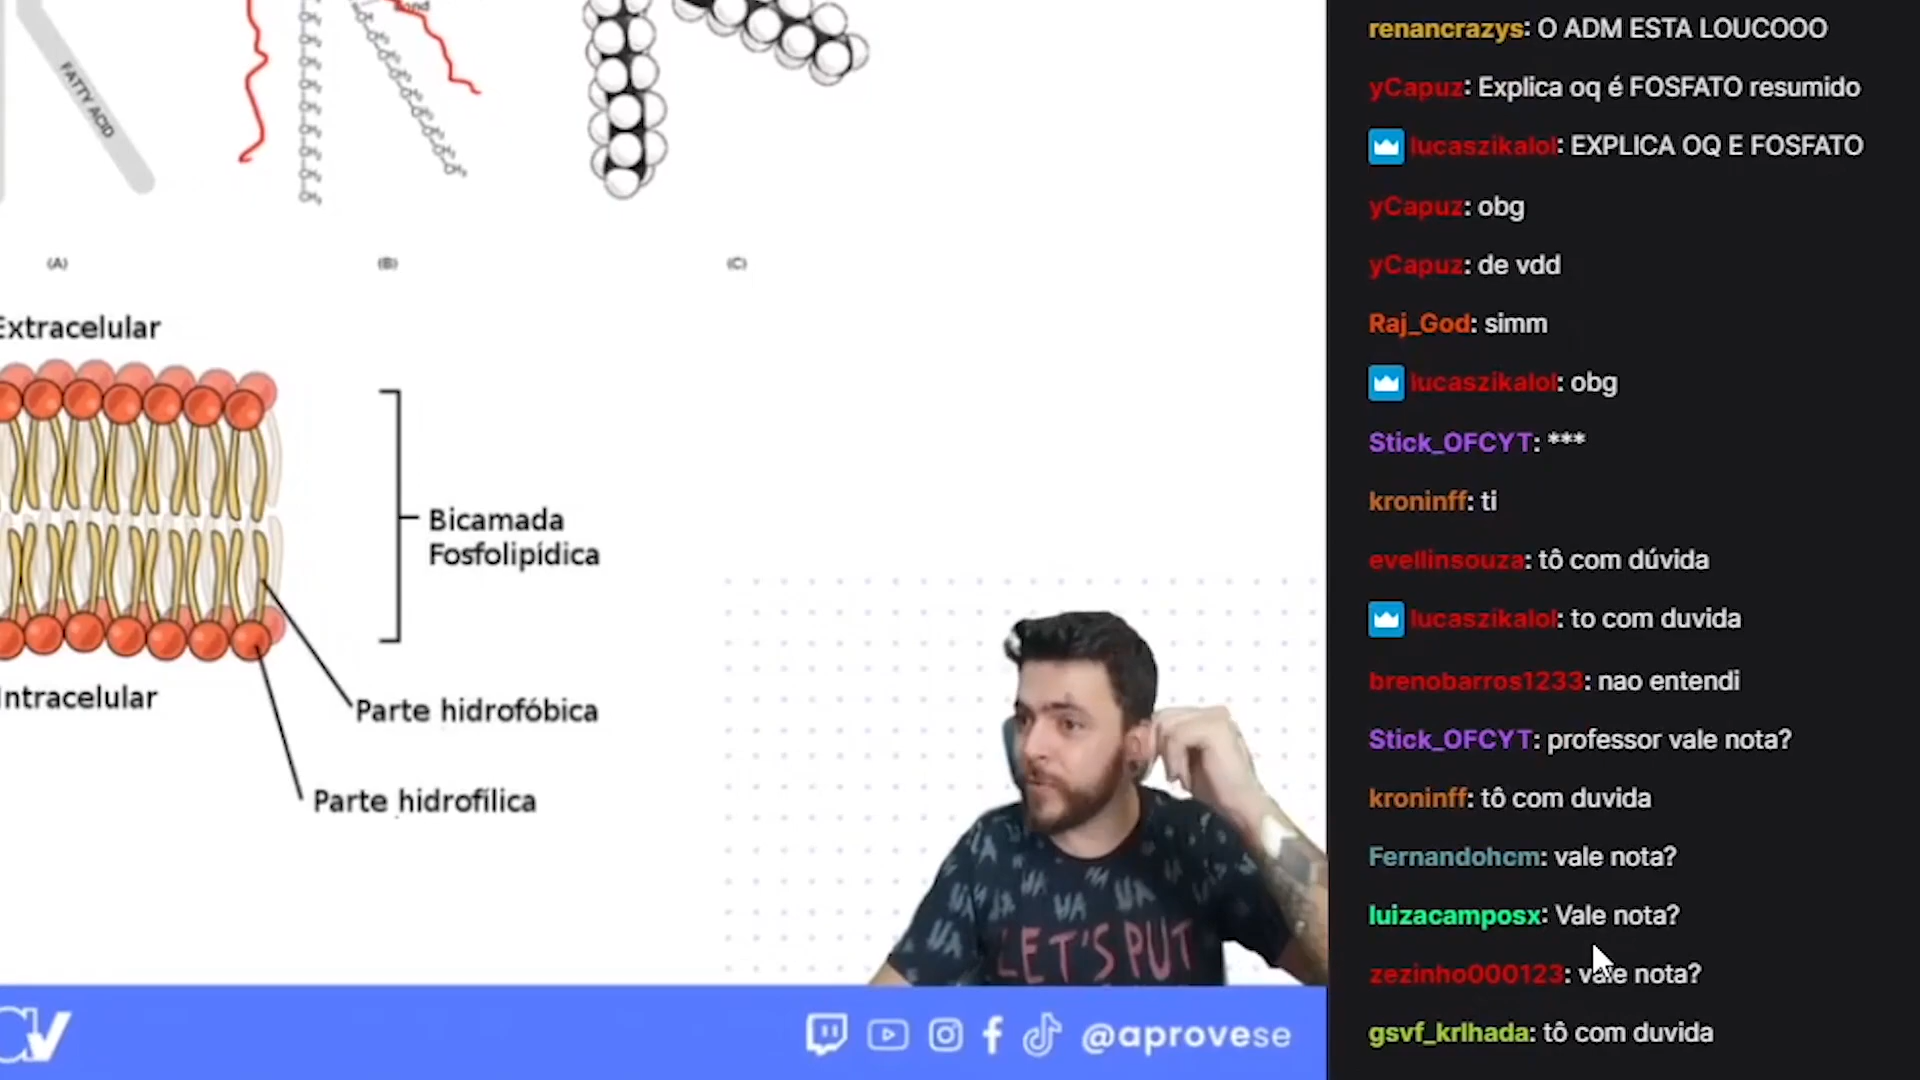 FATTY ACID
(A)
(B)
(C)
Extracelular
Bicamada
Fosfolipídica
Intracelular
Parte hidrofóbica
Parte hidrofílica
LET'S PUT
@aprovese
renancrazys: O ADM ESTA LOUCOOO
yCapuz: Explica oq é FOSFATO resumido
lucaszikalol: EXPLICA OQ E FOSFATO
yCapuz: obg
yCapuz: de vdd
Raj_God: simm
lucaszikalol: obg
Stick_OFCYT: ***
kroninff: ti
evellinsouza: tô com dúvida
lucaszikalol: to com duvida
brenobarros1233: nao entendi
Stick_OFCYT: professor vale nota?
kroninff: tô com duvida
Fernandohcm: vale nota?
luizacamposx: Vale nota?
zezinho000123: vale nota?
gsvf_krlhada: tô com duvida